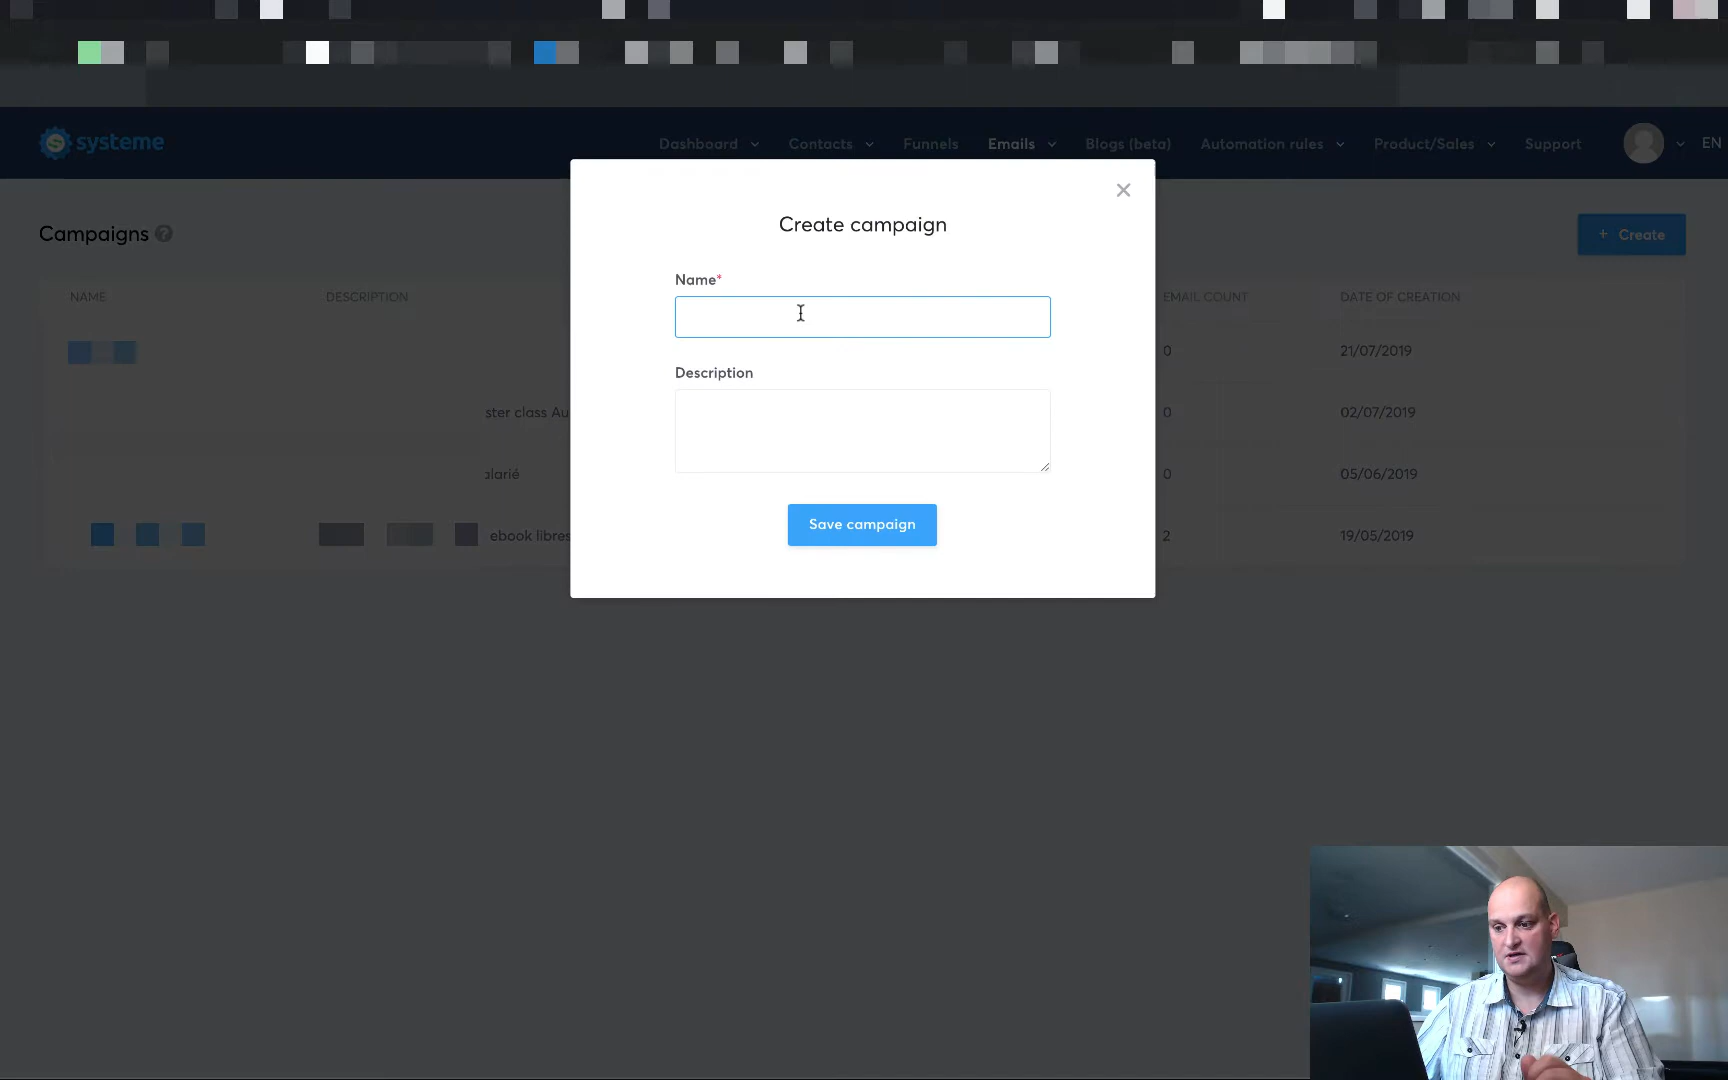 systeme
Dashboard Contacts Funnels Emails Blogs (beta) Automation rules Product/Sales Support EN
Campaigns ?
+ Create
Create campaign
Name*
Description
Save campaign
NAME DESCRIPTION EMAIL COUNT DATE OF CREATION
0 21/07/2019
ster class Au 0 02/07/2019
alarié 0 05/06/2019
ebook libres 2 19/05/2019